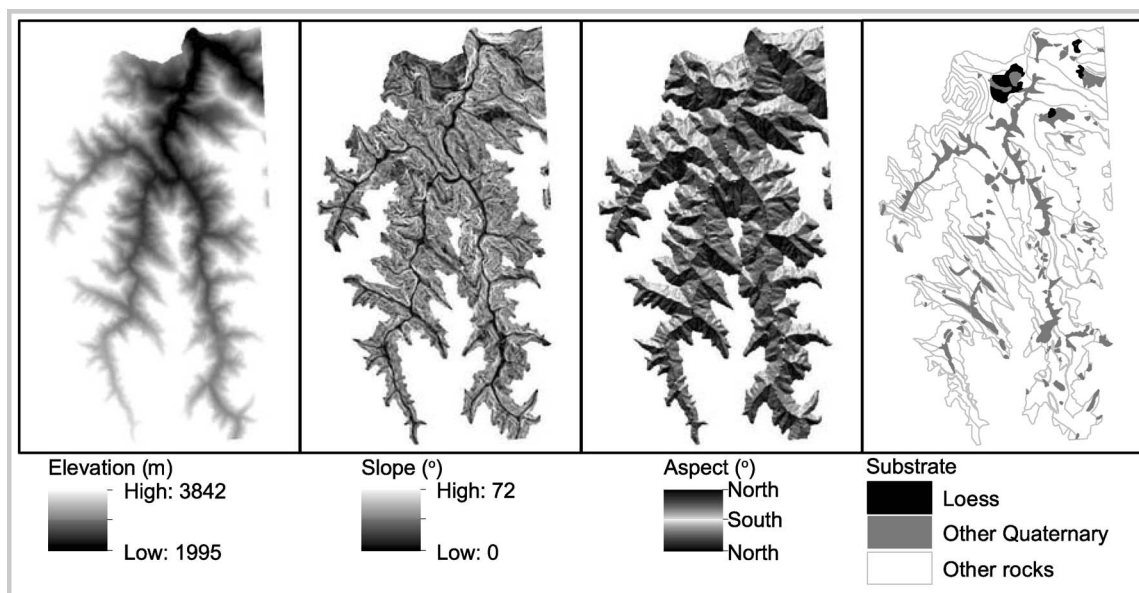 Elevation (m)
High: 3842
Low: 1995
Slope (o)
High: 72
Low: 0
Aspect (o)
North
South
North
Substrate
Loess
Other Quaternary
Other rocks